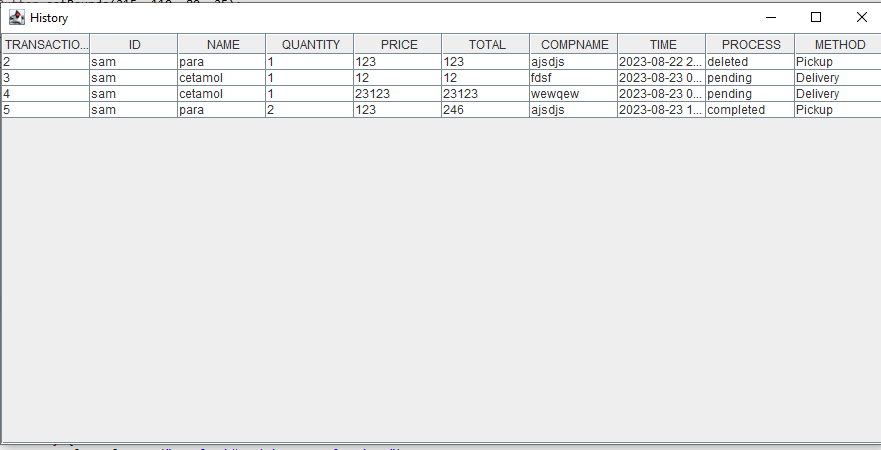 History
TRANSACTIO... ID NAME QUANTITY PRICE TOTAL COMPNAME TIME PROCESS METHOD
2 sam para 1 123 123 ajsdjs 2023-08-22 2... deleted Pickup
3 sam cetamol 1 12 12 fdsf 2023-08-23 0... pending Delivery
4 sam cetamol 1 23123 23123 wewqew 2023-08-23 0... pending Delivery
5 sam para 2 123 246 ajsdjs 2023-08-23 1... completed Pickup